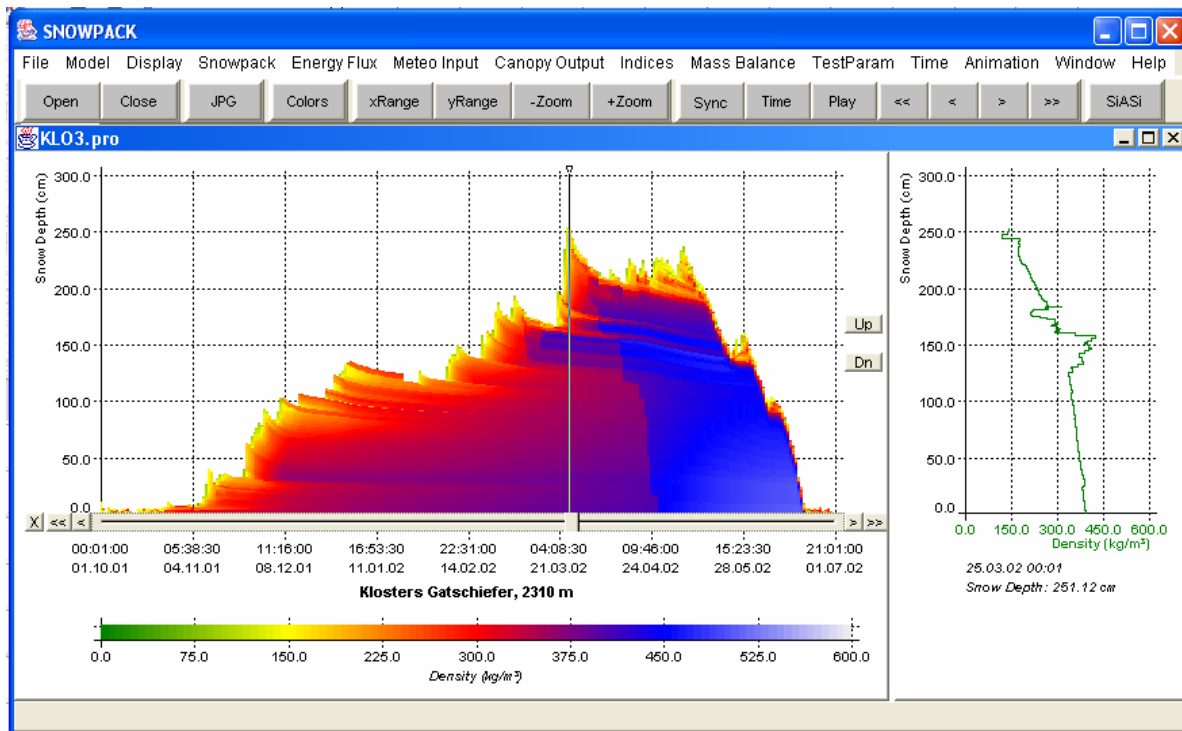 SNOWPACK
File Model Display Snowpack Energy Flux Meteo Input Canopy Output Indices Mass Balance TestParam Time Animation Window Help
Open Close JPG Colors xRange yRange -Zoom +Zoom Sync Time Play << < > >> SiASi
KLO3.pro
Snow Depth (cm)
300.0
250.0
200.0
150.0
100.0
50.0
0.0
Up
Dn
X << < > >>
00:01:00 05:38:30 11:16:00 16:53:30 22:31:00 04:08:30 09:46:00 15:23:30 21:01:00
01.10.01 04.11.01 08.12.01 11.01.02 14.02.02 21.03.02 24.04.02 28.05.02 01.07.02
Klosters Gatschiefer, 2310 m
0.0 75.0 150.0 225.0 300.0 375.0 450.0 525.0 600.0
Density (kg/m³)
Snow Depth (cm)
300.0
250.0
200.0
150.0
100.0
50.0
0.0
0.0 150.0 300.0 450.0 600.0
Density (kg/m³)
25.03.02 00:01
Snow Depth: 251.12 cm